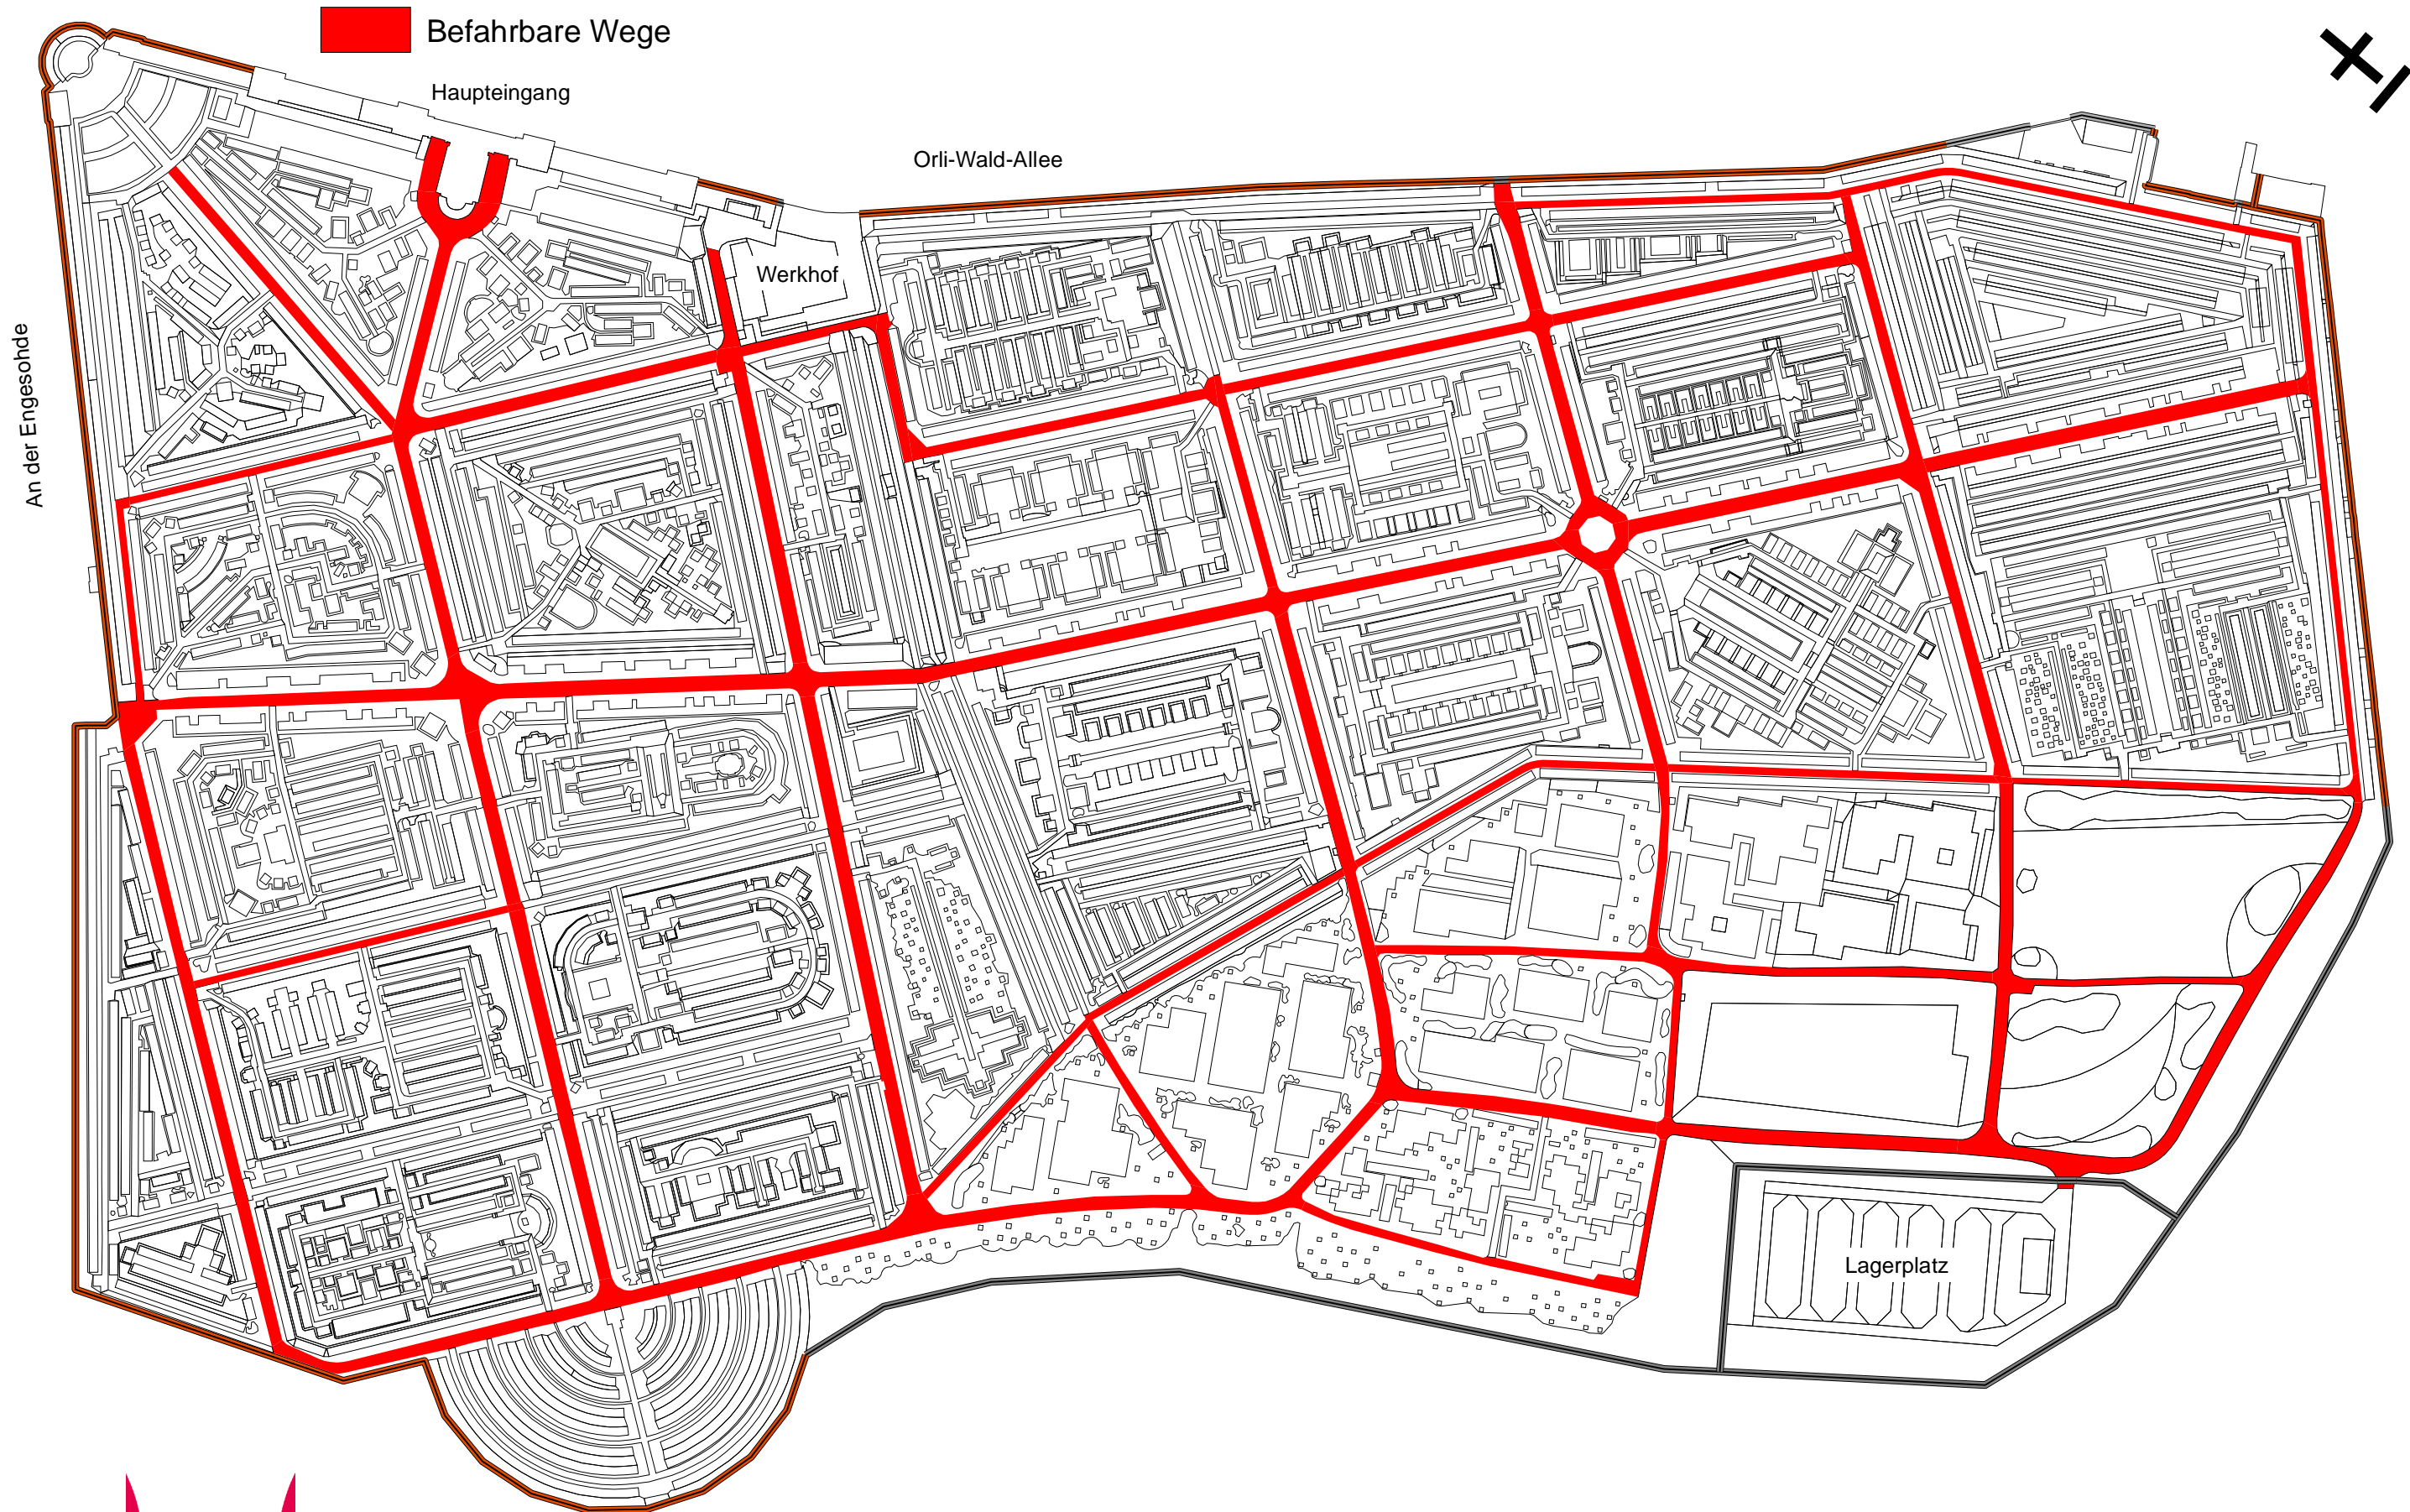 Befahrbare Wege
Haupteingang
Orli-Wald-Allee
Werkhof
An der Engesohde
Lagerplatz